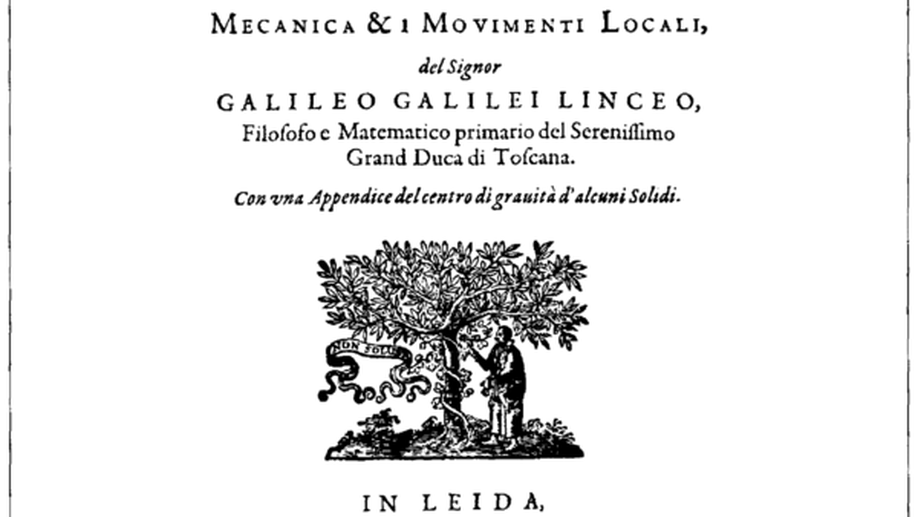 MECANICA & I MOVIMENTI LOCALI,
del Signor
GALILEO GALILEI LINCEO,
Filoſofo e Matematico primario del Sereniſſimo
Grand Duca di Toſcana.
Con vna Appendice del centro di grauità d'alcuni Solidi.
NON SOLUS
IN LEIDA,